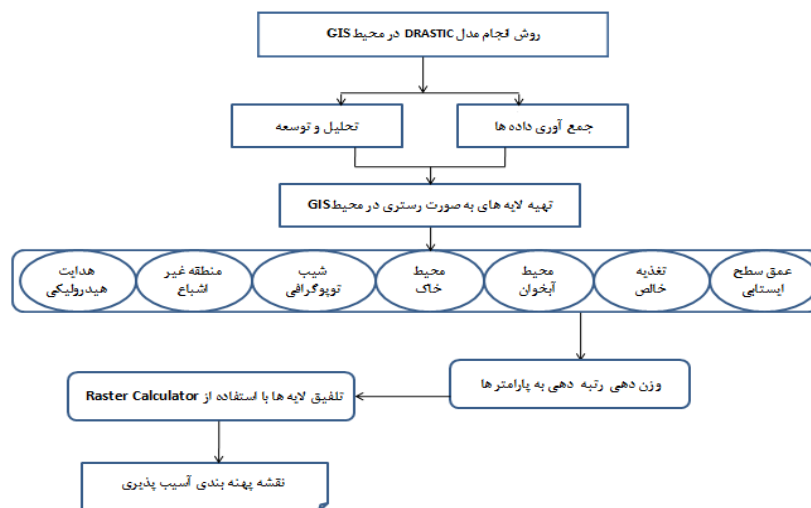 روش انجام مدل DRASTIC در محیط GIS
جمع آوری داده ها
تحلیل و توسعه
تهیه لایه های به صورت رستری در محیط GIS
عمق سطح
ایستابی
تغذیه
خالص
محیط
آبخوان
محیط
خاک
شیب
توپوگرافی
منطقه غیر
اشباع
هدایت
هیدرولیکی
وزن دهی رتبه دهی به پارامتر ها
تلفیق لایه ها با استفاده از Raster Calculator
نقشه پهنه بندی آسیب پذیری